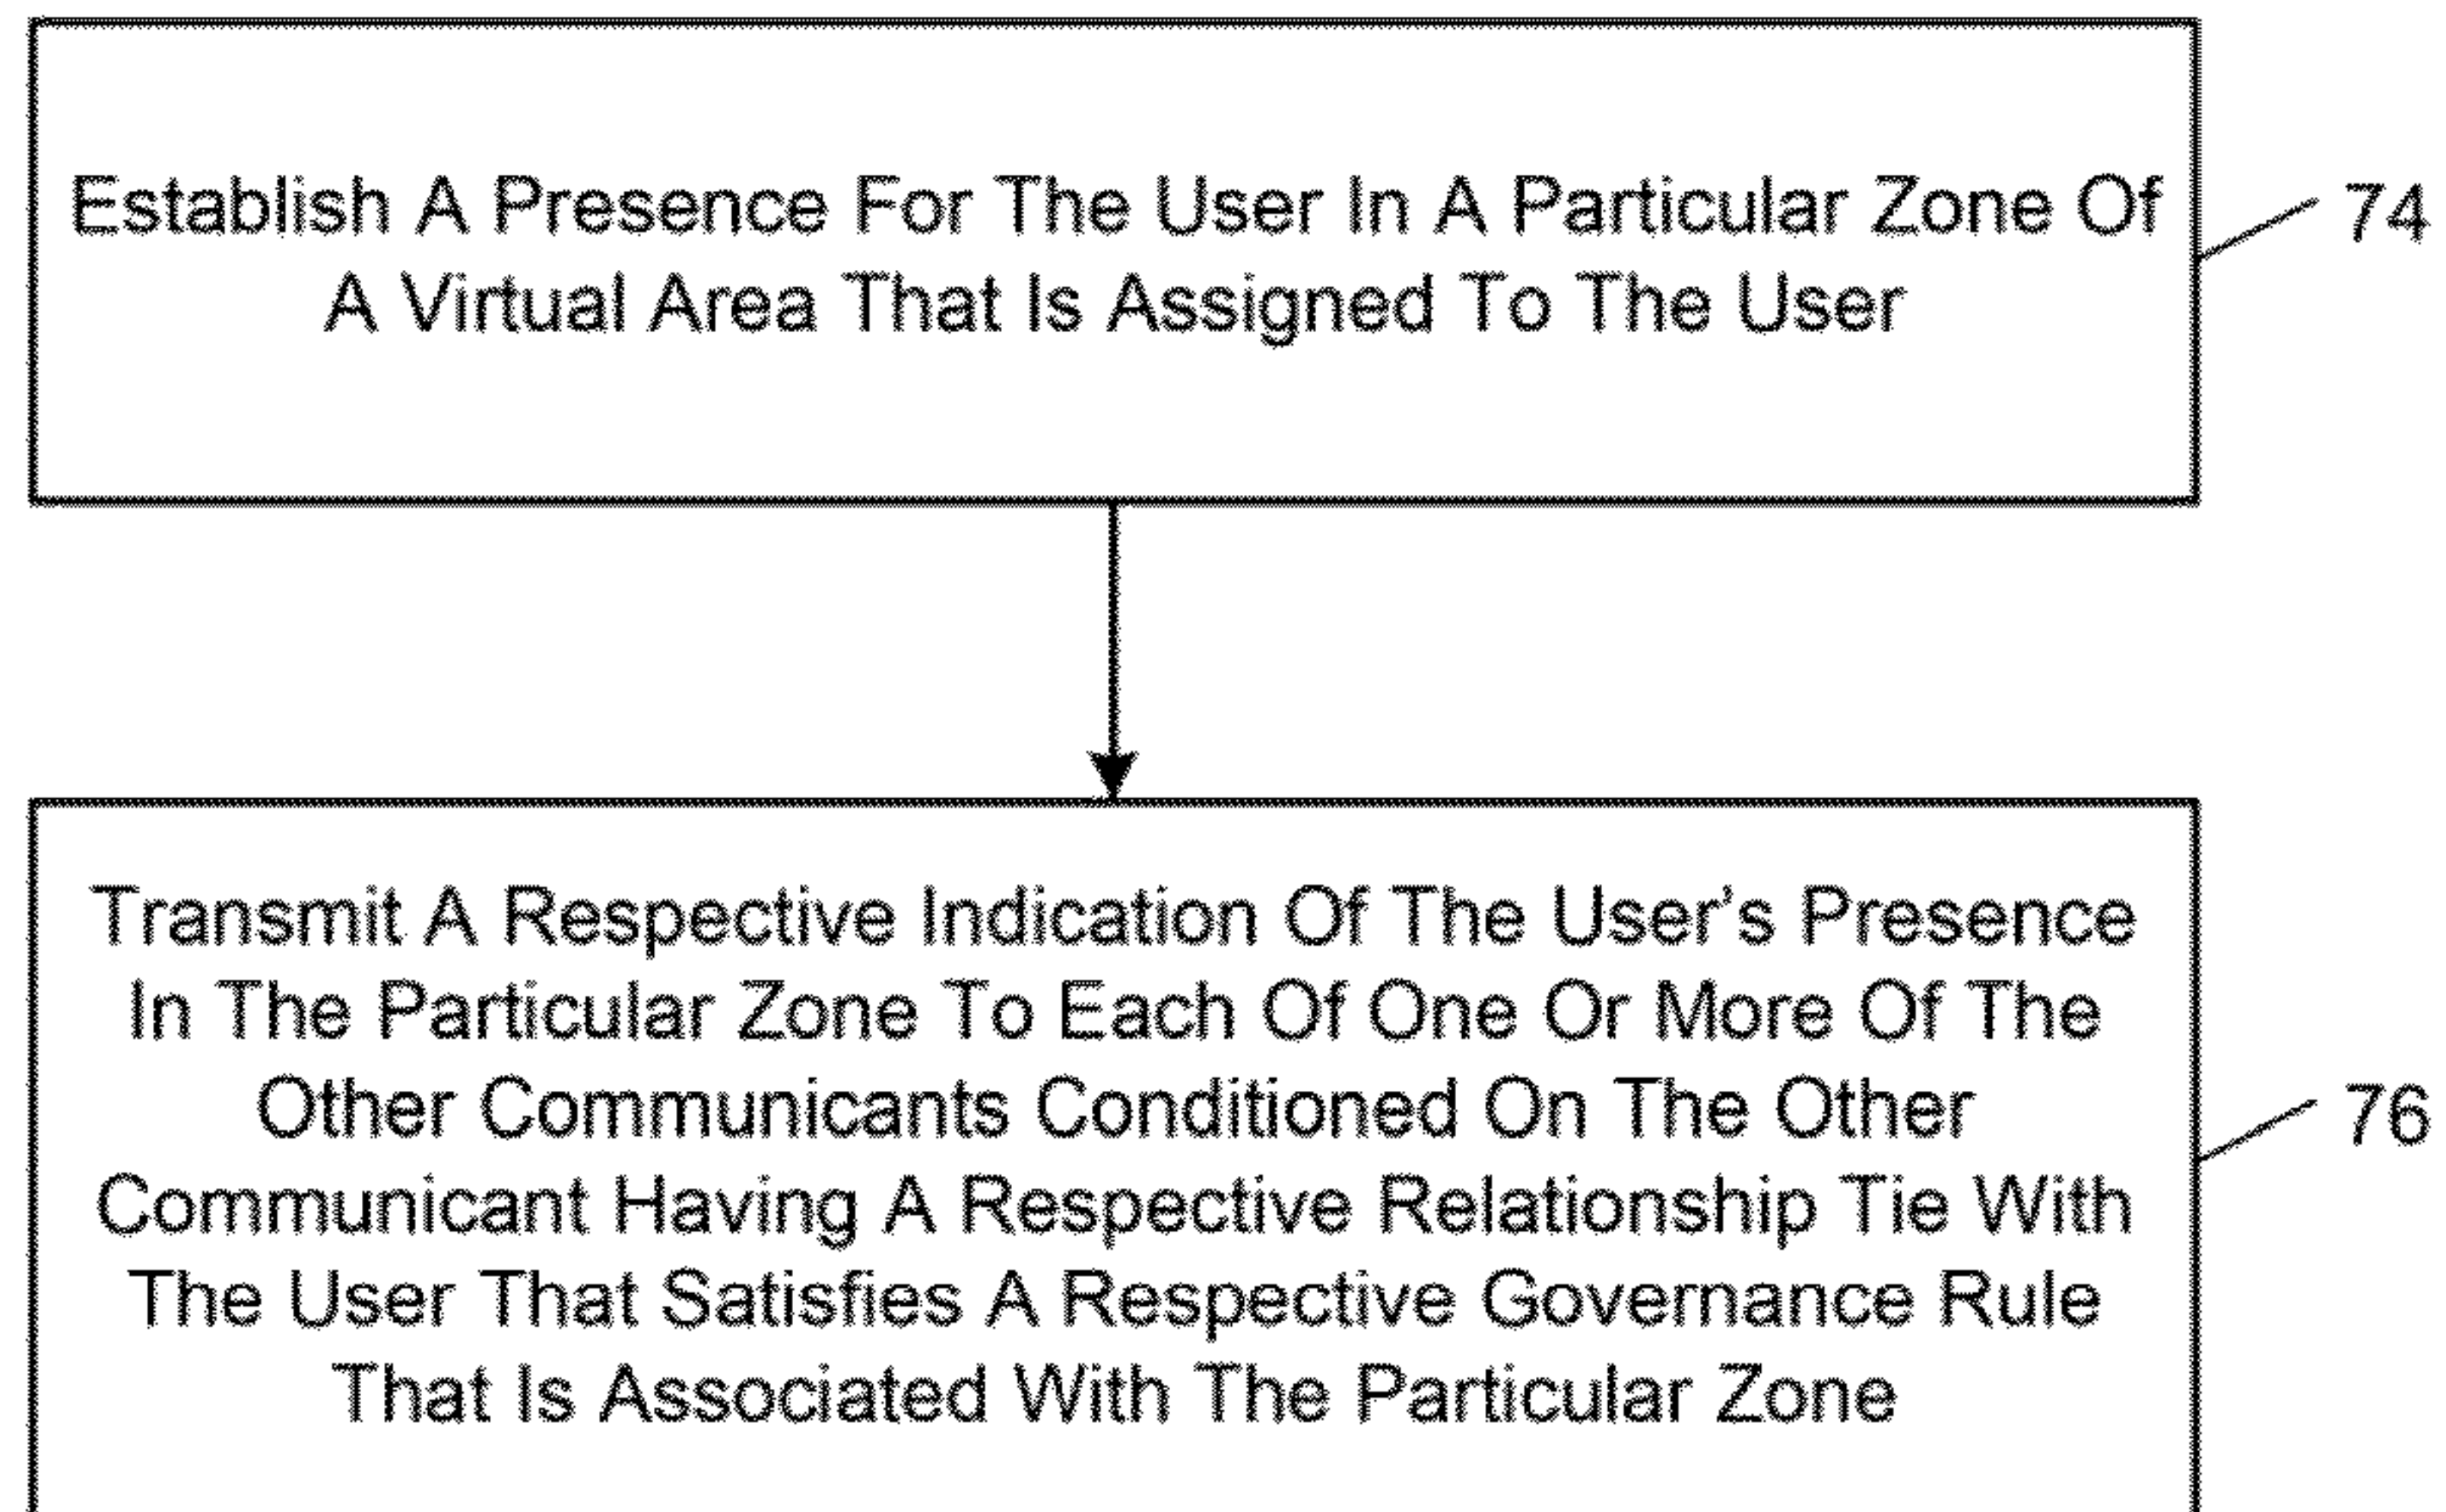 Establish A Presence For The User In A Particular Zone Of
A Virtual Area That Is Assigned To The User
74
Transmit A Respective Indication Of The User's Presence
In The Particular Zone To Each Of One Or More Of The
Other Communicants Conditioned On The Other
Communicant Having A Respective Relationship Tie With
The User That Satisfies A Respective Governance Rule
That Is Associated With The Particular Zone
76